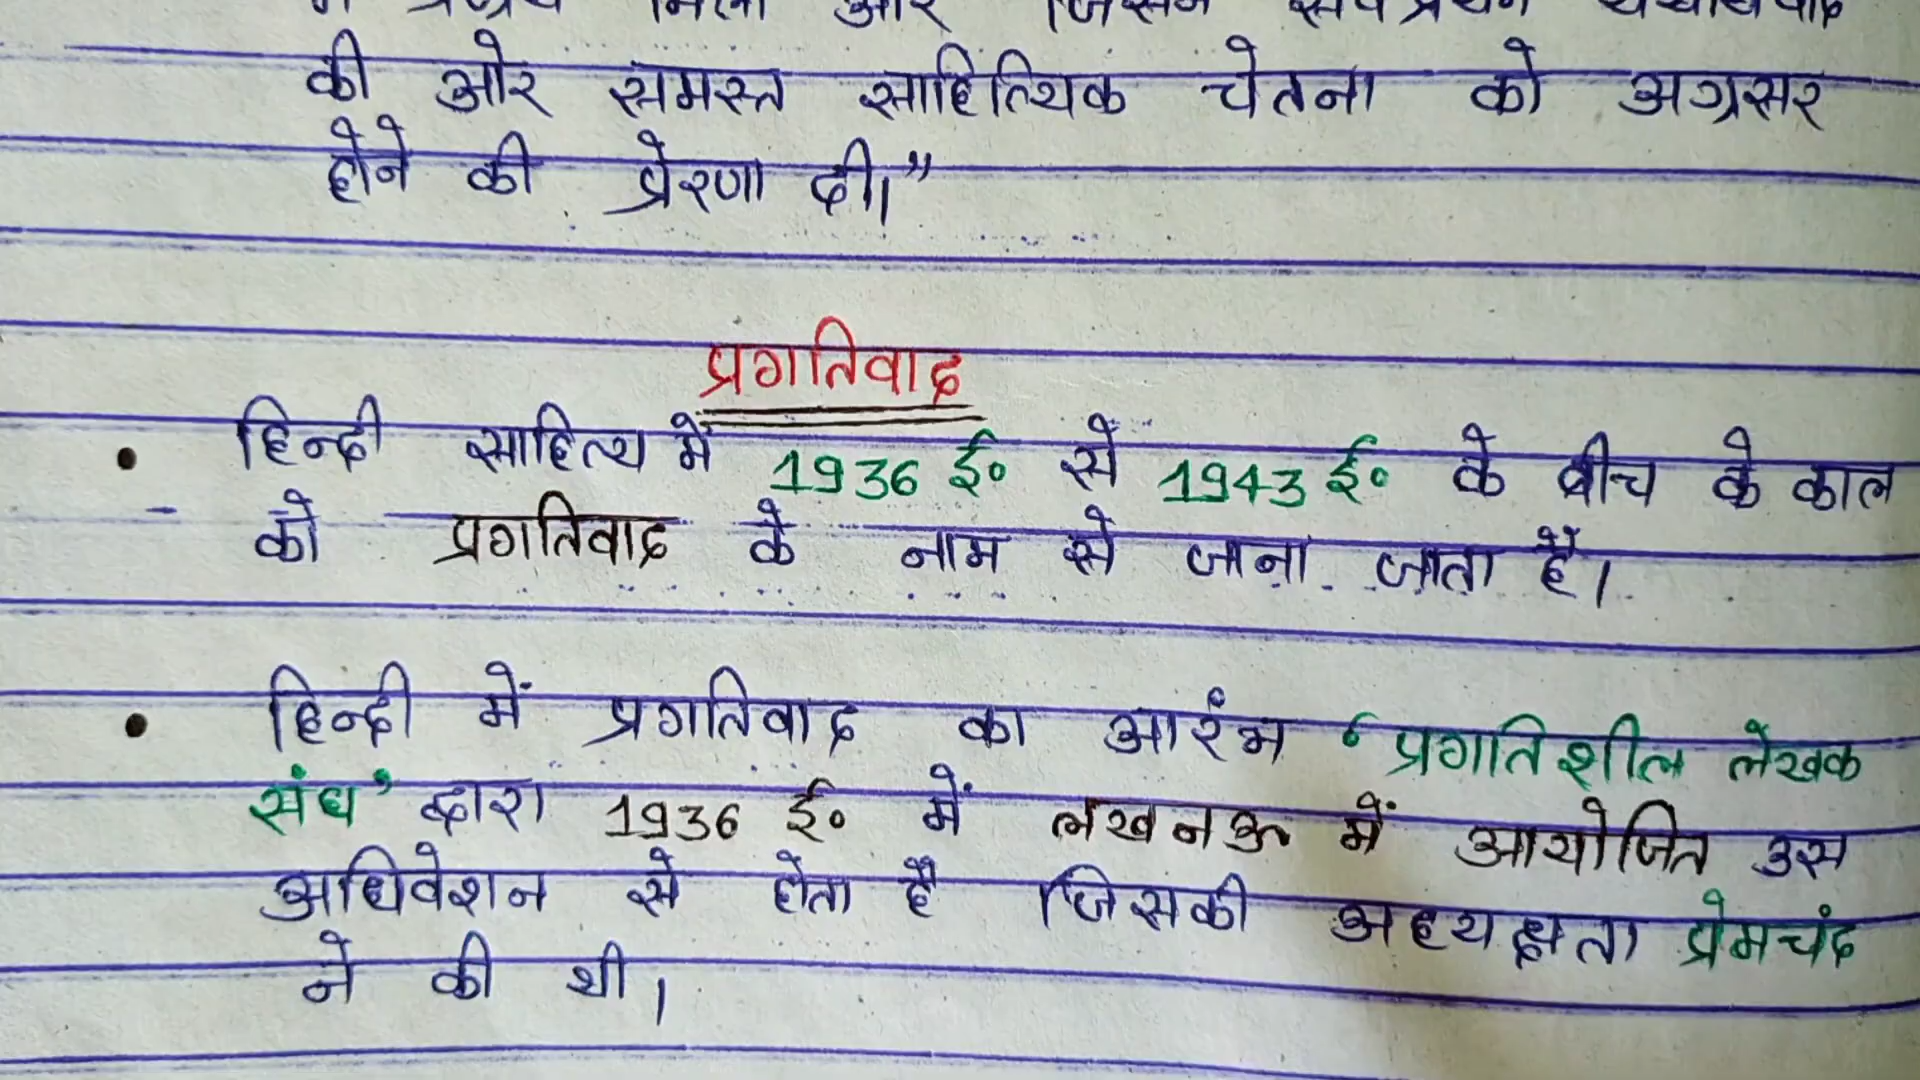 और
की ओर समस्त साहित्यिक चेतना को अग्रसर
होने की प्रेरणा दी।”
प्रगतिवाद
• हिन्दी साहित्य में 1936 ई० से 1943 ई० के बीच के काल
को प्रगतिवाद के नाम से जाना जाता है।
• हिन्दी में प्रगतिवाद का आरंभ ‘प्रगतिशील लेखक
संघ’ द्वारा 1936 ई० में लखनऊ में आयोजित उस
अधिवेशन से होता है जिसकी अध्यक्षता प्रेमचंद
ने की थी।